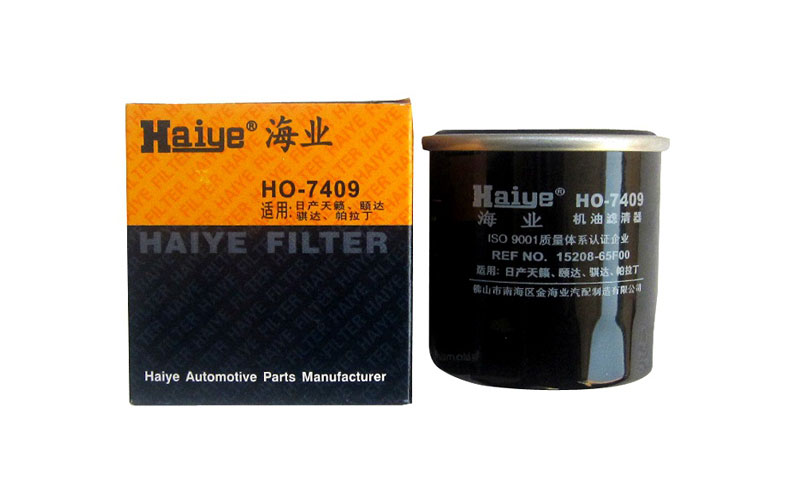 Haiye® 海业
HO-7409
适用: 日产天籁、颐达
骐达、帕拉丁
HAIYE FILTER
Haiye Automotive Parts Manufacturer
Haiye® HO-7409
海业 机油滤清器
ISO 9001质量体系认证企业
REF NO. 15208-65F00
适用: 日产天籁、颐达、骐达、帕拉丁
佛山市南海区金海业汽配制造有限公司